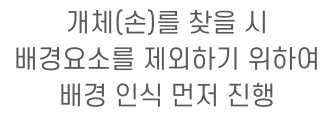 개체(손)를 찾을 시
배경요소를 제외하기 위하여
배경 인식 먼저 진행